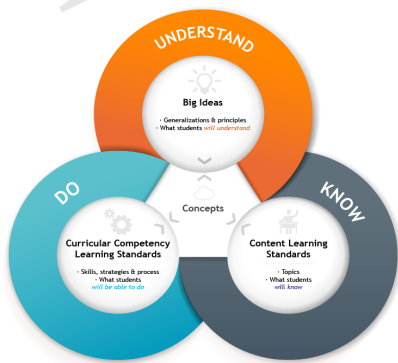 UNDERSTAND
Big Ideas
· Generalizations & principles
· What students will understand
DO
KNOW
Concepts
Curricular Competency
Learning Standards
· Skills, strategies & process
· What students
will be able to do
Content Learning
Standards
· Topics
· What students
will know